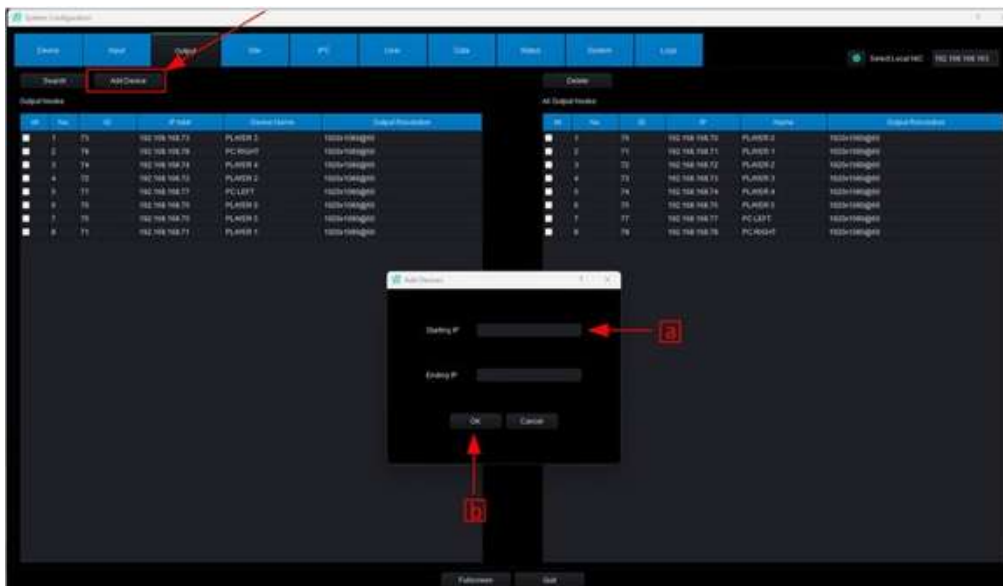 System Configuration
Device Input Output Site IPC User Data Status System Logs
Select Local NIC 192.168.168.161
Search Add Device Delete
Output Nodes All Output Nodes
All No. ID IP Addr Device Name Output Resolution All No. ID IP Name Output Resolution
1 73 192.168.168.73 PLAYER 3 1920x1080@60 1 70 192.168.168.70 PLAYER 0 1920x1080@60
2 78 192.168.168.78 PC RIGHT 1920x1080@60 2 71 192.168.168.71 PLAYER 1 1920x1080@60
3 74 192.168.168.74 PLAYER 4 1920x1080@60 3 72 192.168.168.72 PLAYER 2 1920x1080@60
4 72 192.168.168.72 PLAYER 2 1920x1080@60 4 73 192.168.168.73 PLAYER 3 1920x1080@60
5 77 192.168.168.77 PC LEFT 1920x1080@60 5 74 192.168.168.74 PLAYER 4 1920x1080@60
6 70 192.168.168.70 PLAYER 0 1920x1080@60 6 75 192.168.168.75 PLAYER 5 1920x1080@60
7 75 192.168.168.75 PLAYER 5 1920x1080@60 7 77 192.168.168.77 PC LEFT 1920x1080@60
8 71 192.168.168.71 PLAYER 1 1920x1080@60 8 78 192.168.168.78 PC RIGHT 1920x1080@60
Add Devices
Starting IP
a
Ending IP
OK Cancel
b
Fullscreen Quit